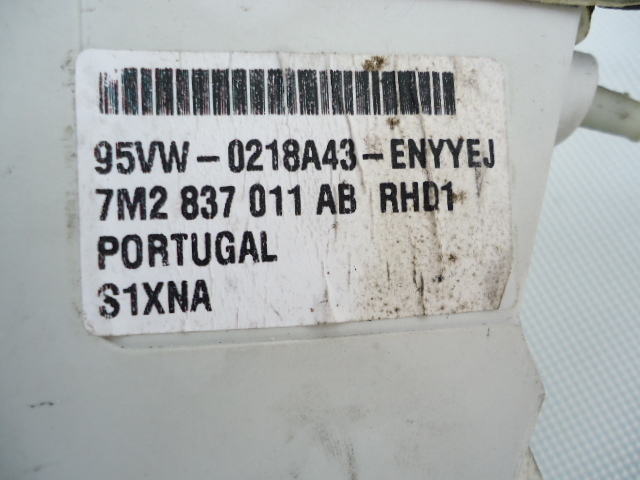 95VW-0218A43-ENYYEJ
7M2 837 011 AB RHD1
PORTUGAL
S1XNA